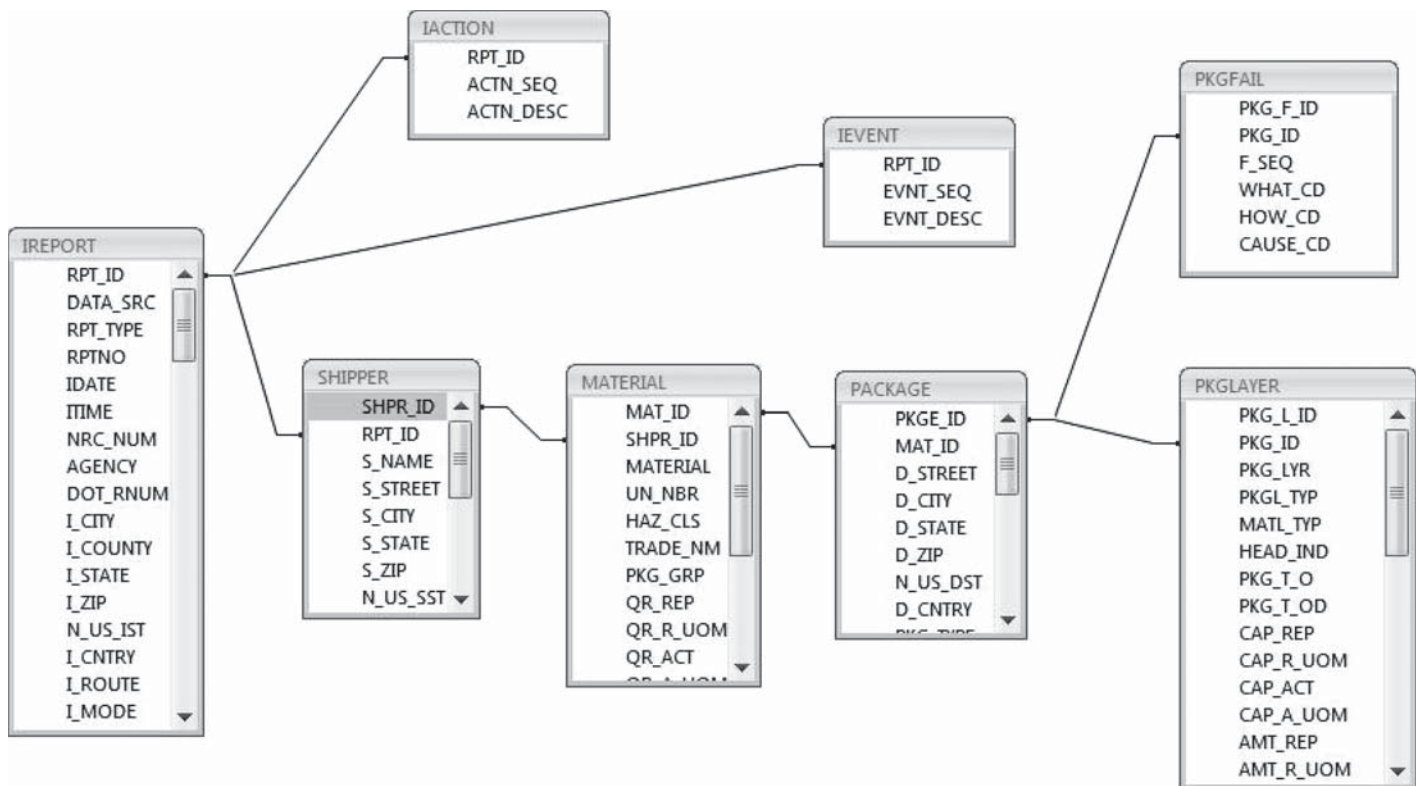 IACTION
RPT_ID
ACTN_SEQ
ACTN_DESC
IEVENT
RPT_ID
EVNT_SEQ
EVNT_DESC
PKGFAIL
PKG_F_ID
PKG_ID
F_SEQ
WHAT_CD
HOW_CD
CAUSE_CD
IREPORT
RPT_ID
DATA_SRC
RPT_TYPE
RPTNO
IDATE
ITIME
NRC_NUM
AGENCY
DOT_RNUM
I_CITY
I_COUNTY
I_STATE
I_ZIP
N_US_IST
I_CNTRY
I_ROUTE
I_MODE
SHIPPER
SHPR_ID
RPT_ID
S_NAME
S_STREET
S_CITY
S_STATE
S_ZIP
N_US_SST
MATERIAL
MAT_ID
SHPR_ID
MATERIAL
UN_NBR
HAZ_CLS
TRADE_NM
PKG_GRP
QR_REP
QR_R_UOM
QR_ACT
QR_A_UOM
PACKAGE
PKGE_ID
MAT_ID
D_STREET
D_CITY
D_STATE
D_ZIP
N_US_DST
D_CNTRY
PKG_TYPE
PKGLAYER
PKG_L_ID
PKG_ID
PKG_LYR
PKGL_TYP
MATL_TYP
HEAD_IND
PKG_T_O
PKG_T_OD
CAP_REP
CAP_R_UOM
CAP_ACT
CAP_A_UOM
AMT_REP
AMT_R_UOM